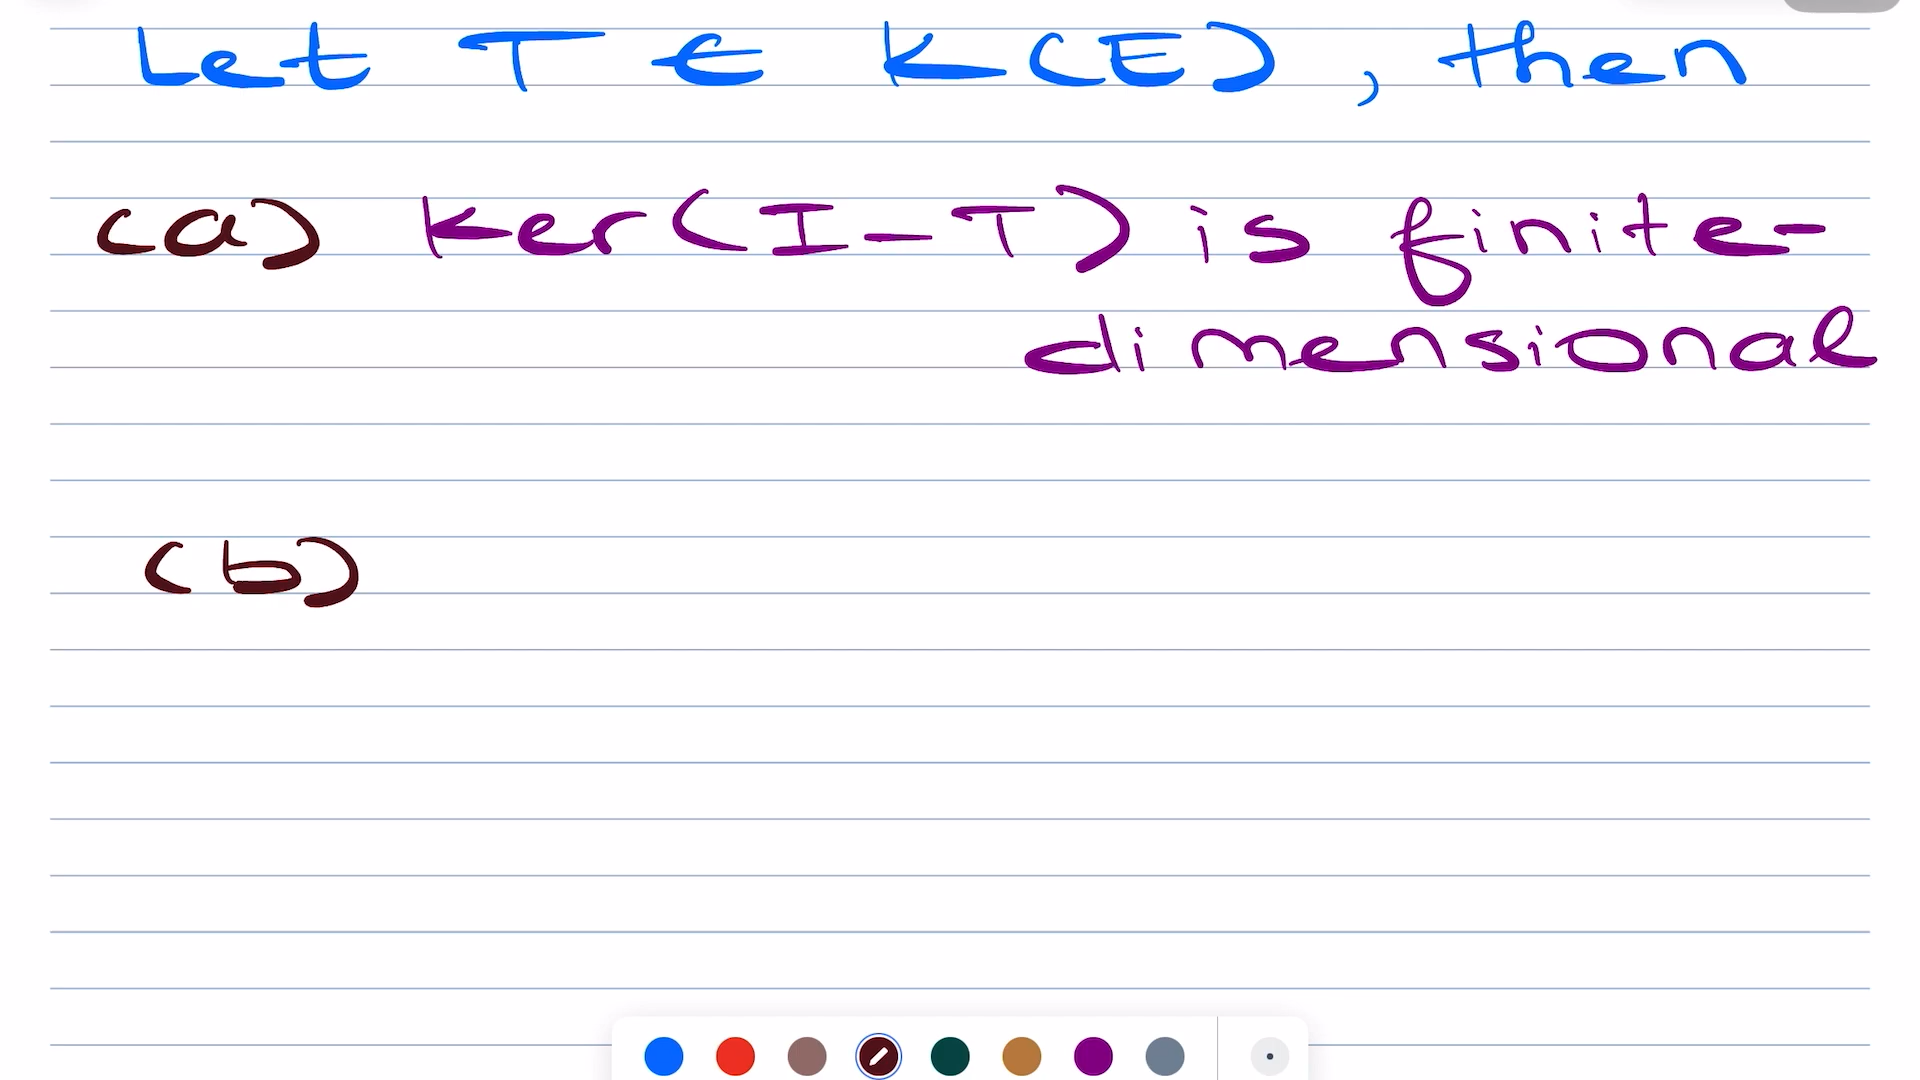 Let T ∈ K(E), then
(a) ker(I-T) is finite-
dimensional
(b)